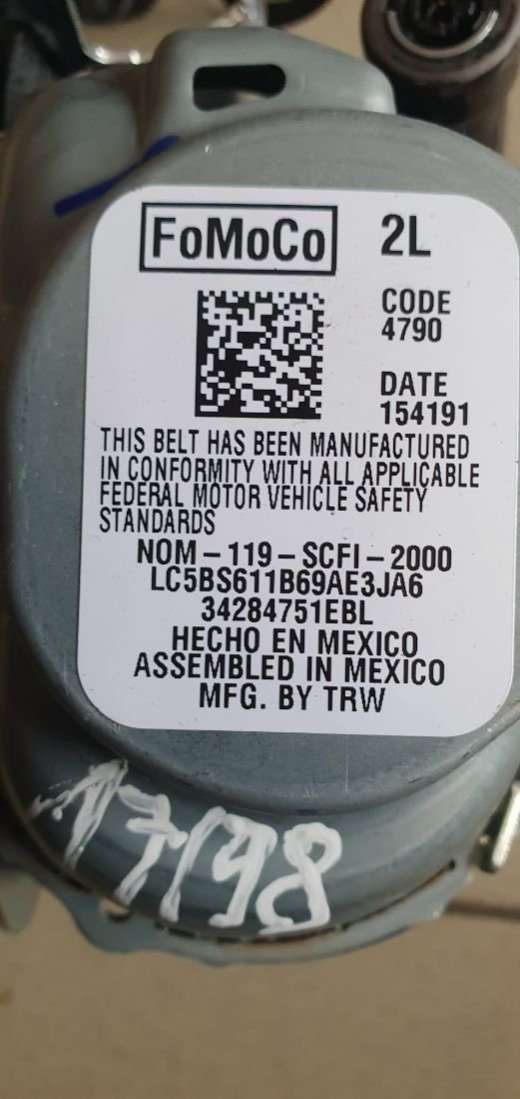 FoMoCo 2L
CODE
4790
DATE
154191
THIS BELT HAS BEEN MANUFACTURED
IN CONFORMITY WITH ALL APPLICABLE
FEDERAL MOTOR VEHICLE SAFETY
STANDARDS
NOM-119-SCFI-2000
LC5BS611B69AE3JA6
34284751EBL
HECHO EN MEXICO
ASSEMBLED IN MEXICO
MFG. BY TRW
17198